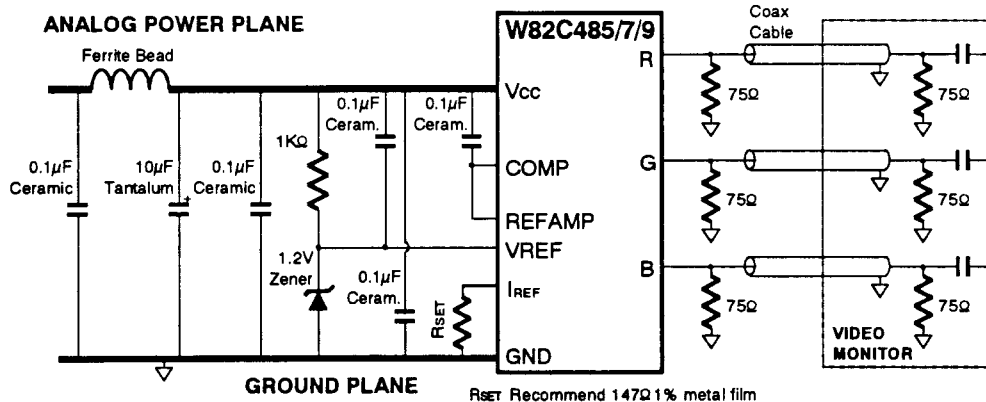 ANALOG POWER PLANE
Ferrite Bead
0.1µF
Ceramic
10µF
Tantalum
+
0.1µF
Ceramic
1KΩ
0.1µF
Ceram.
0.1µF
Ceram.
1.2V
Zener
0.1µF
Ceram.
RSET
GROUND PLANE
W82C485/7/9
Vcc
COMP
REFAMP
VREF
IREF
GND
R
G
B
Coax
Cable
75Ω
75Ω
75Ω
75Ω
75Ω
75Ω
VIDEO
MONITOR
RSET Recommend 147Ω 1% metal film